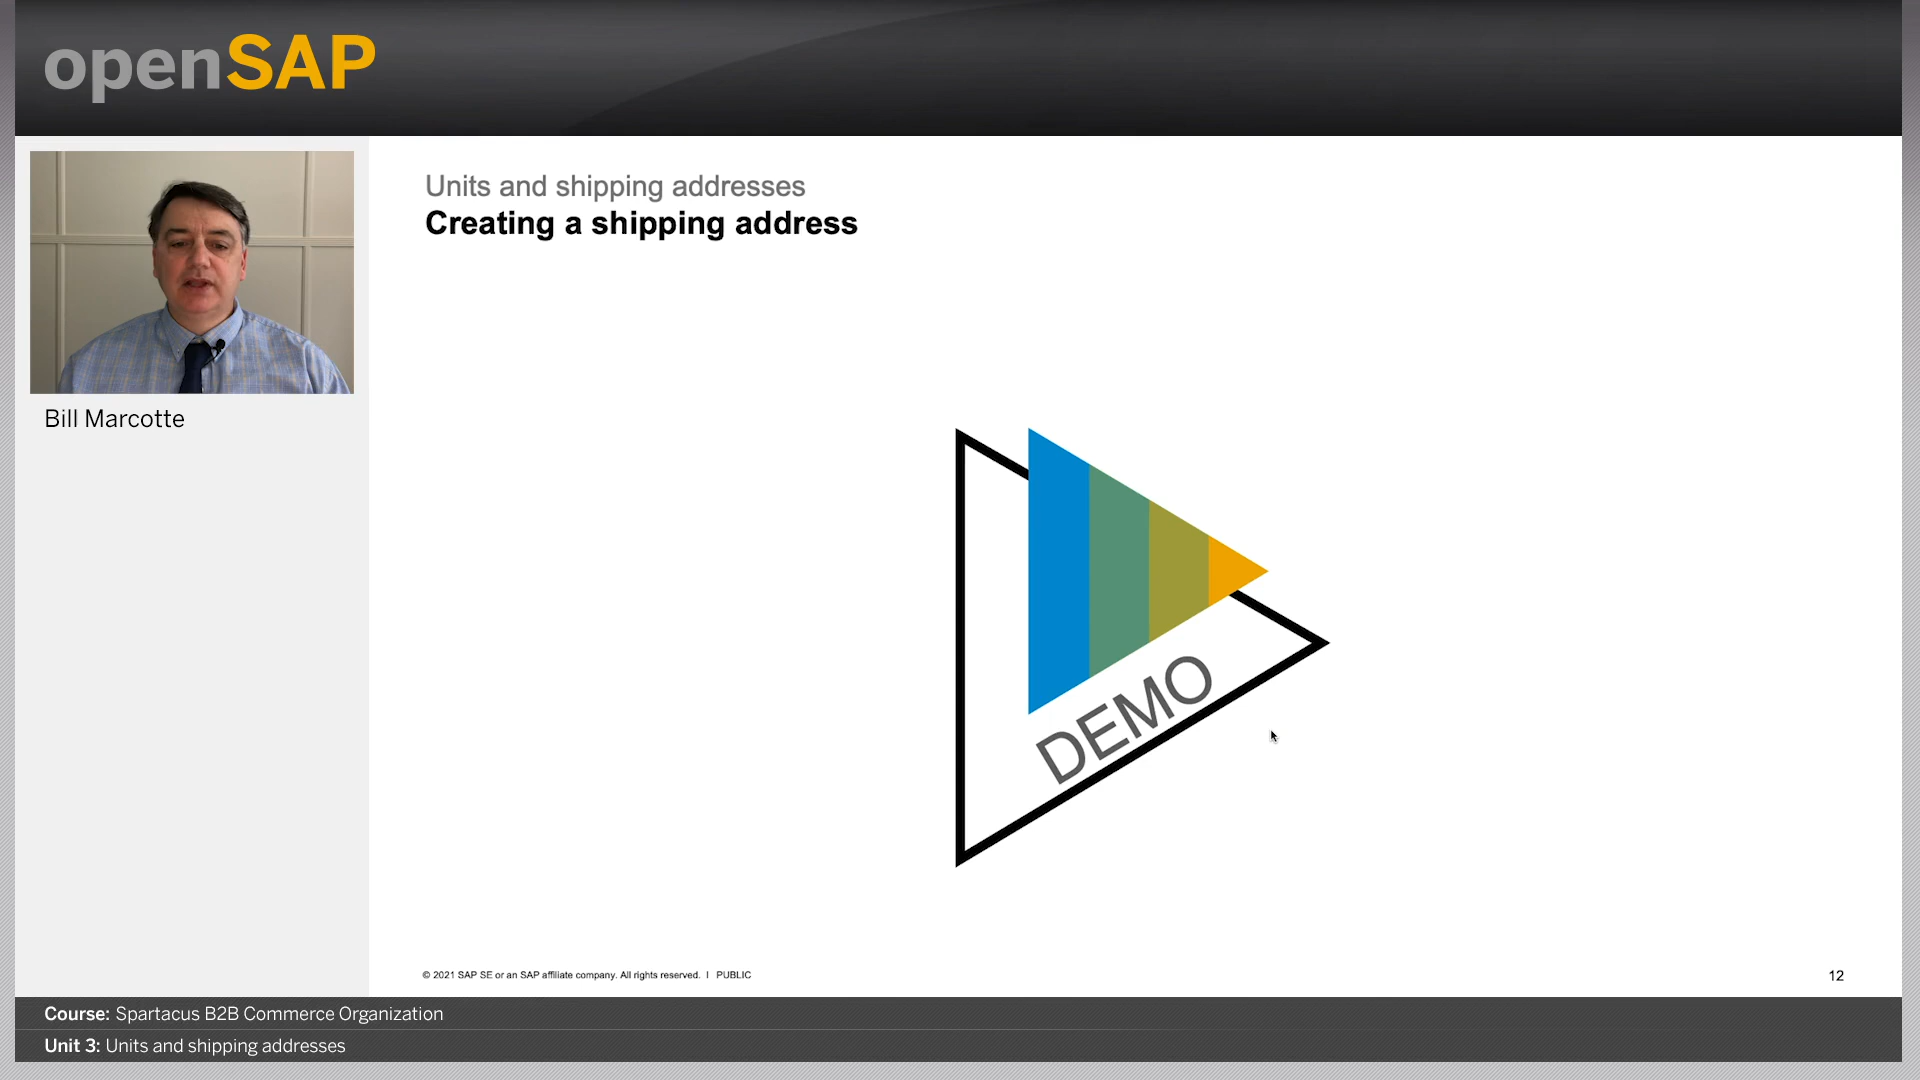 openSAP
Units and shipping addresses
Creating a shipping address
Bill Marcotte
DEMO
© 2021 SAP SE or an SAP affiliate company. All rights reserved. I PUBLIC
12
Course: Spartacus B2B Commerce Organization
Unit 3: Units and shipping addresses